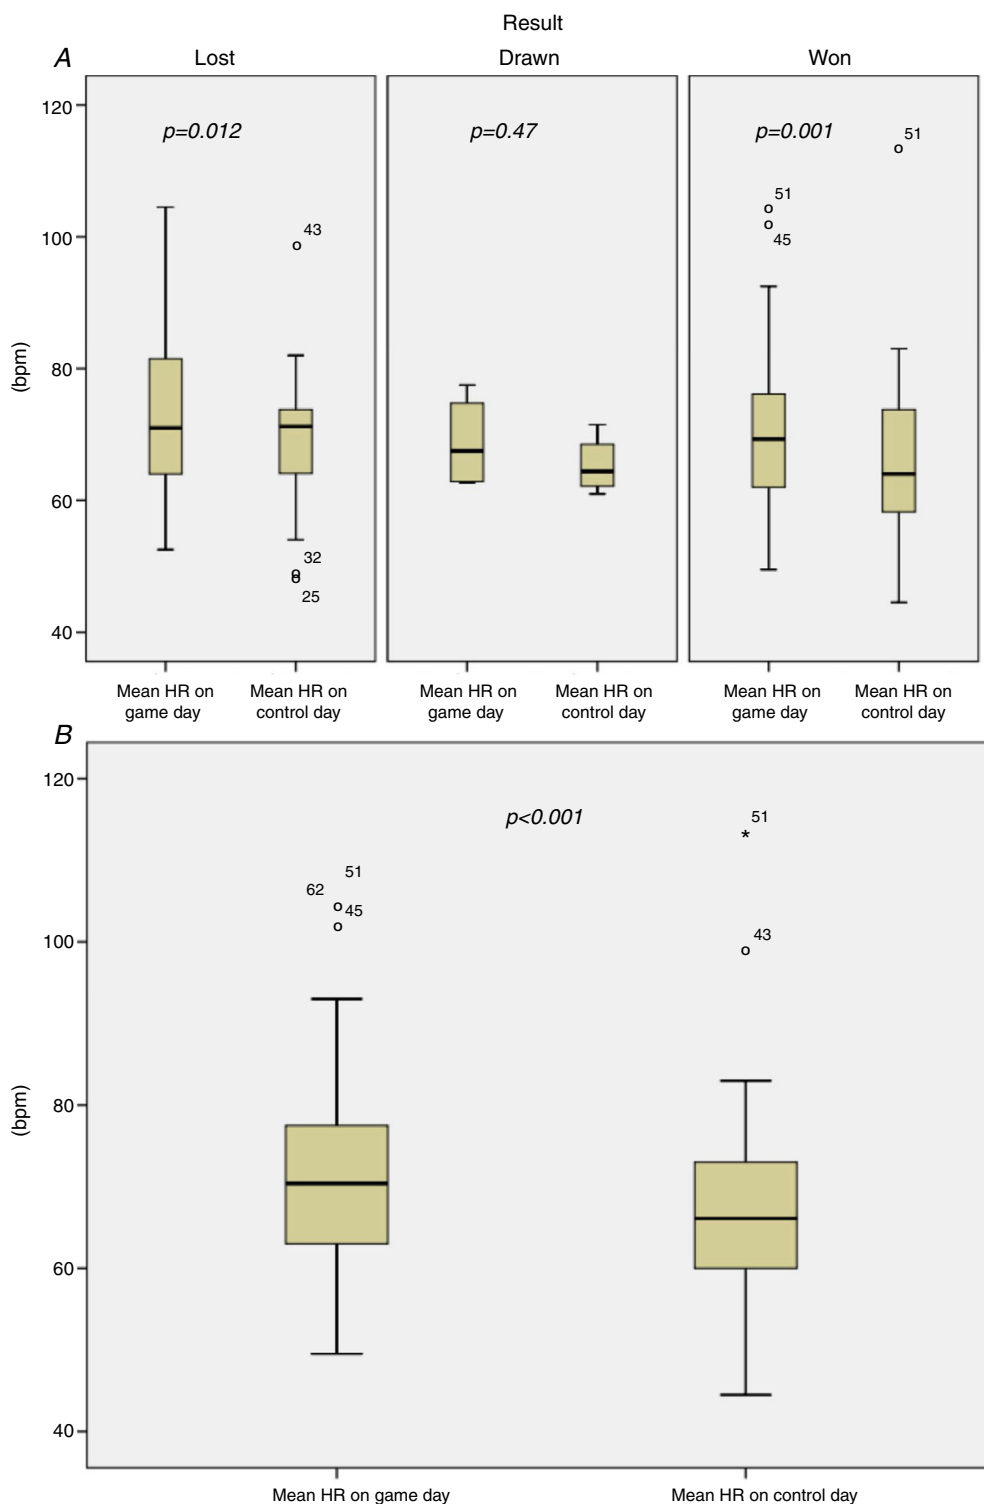 Result
A
Lost
Drawn
Won
120
100
80
60
40
(bpm)
p=0.012
p=0.47
p=0.001
43
32
25
51
45
51
Mean HR on
game day
Mean HR on
control day
Mean HR on
game day
Mean HR on
control day
Mean HR on
game day
Mean HR on
control day
B
120
100
80
60
40
(bpm)
p<0.001
51
62
45
51
*
43
Mean HR on game day
Mean HR on control day